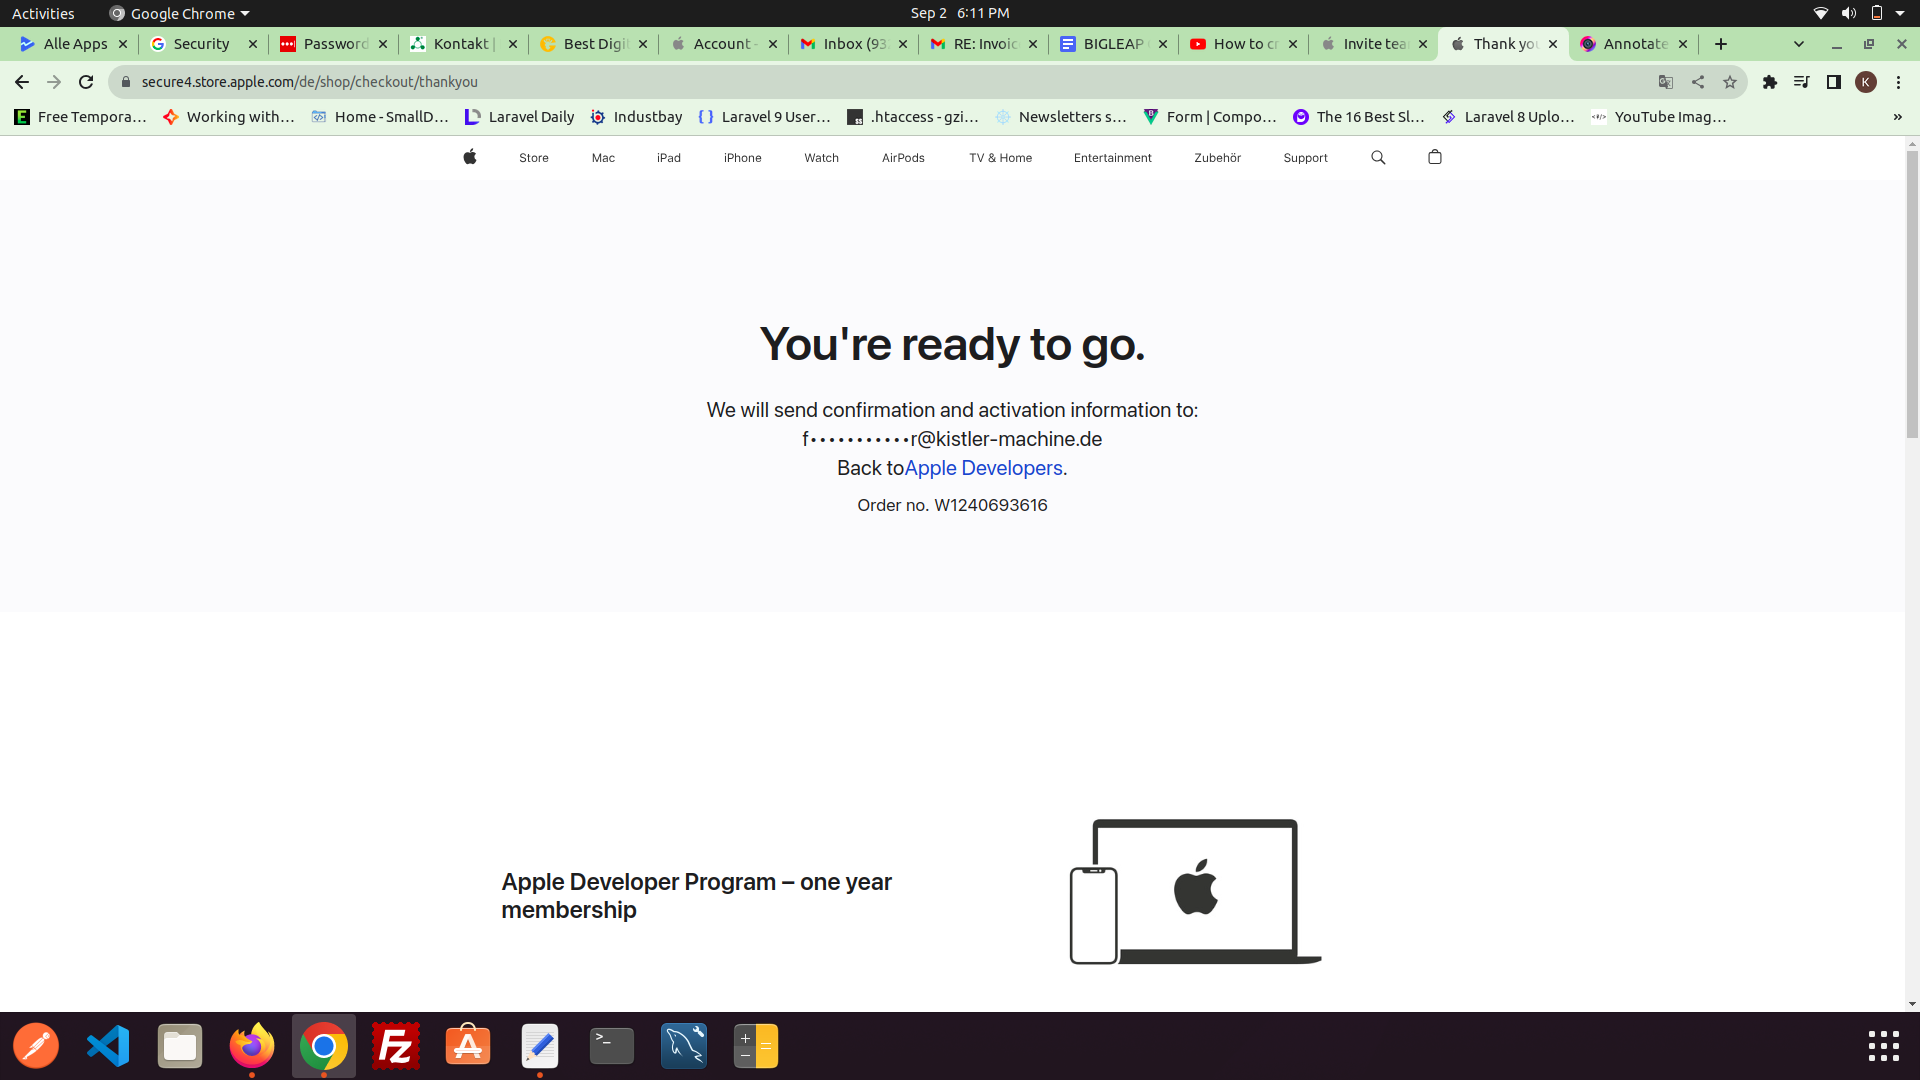 Activities
Google Chrome
Sep 2 6:11 PM
Alle Apps
Security
Password
Kontakt |
Best Digit
Account -
Inbox (93
RE: Invoic
BIGLEAP
How to cr
Invite tea
Thank you
Annotate
secure4.store.apple.com/de/shop/checkout/thankyou
K
Free Tempora…
Working with…
Home - SmallD…
Laravel Daily
Industbay
Laravel 9 User…
.htaccess - gzi…
Newsletters s…
Form | Compo…
The 16 Best Sl…
Laravel 8 Uplo…
YouTube Imag…
»
Store
Mac
iPad
iPhone
Watch
AirPods
TV & Home
Entertainment
Zubehör
Support
You're ready to go.
We will send confirmation and activation information to:
f•••••••••••r@kistler-machine.de
Back toApple Developers.
Order no. W1240693616
Apple Developer Program – one year
membership